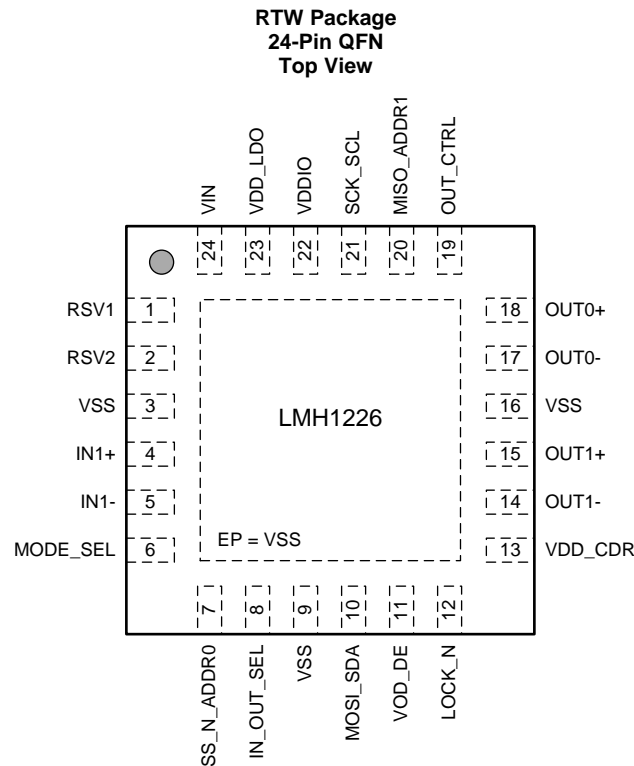 RTW Package
24-Pin QFN
Top View
VIN
VDD_LDO
VDDIO
SCK_SCL
MISO_ADDR1
OUT_CTRL
24
23
22
21
20
19
RSV1 1
18 OUT0+
RSV2 2
17 OUT0-
VSS 3
16 VSS
LMH1226
IN1+ 4
15 OUT1+
IN1- 5
14 OUT1-
MODE_SEL 6
EP = VSS
13 VDD_CDR
7
8
9
10
11
12
SS_N_ADDR0
IN_OUT_SEL
VSS
MOSI_SDA
VOD_DE
LOCK_N